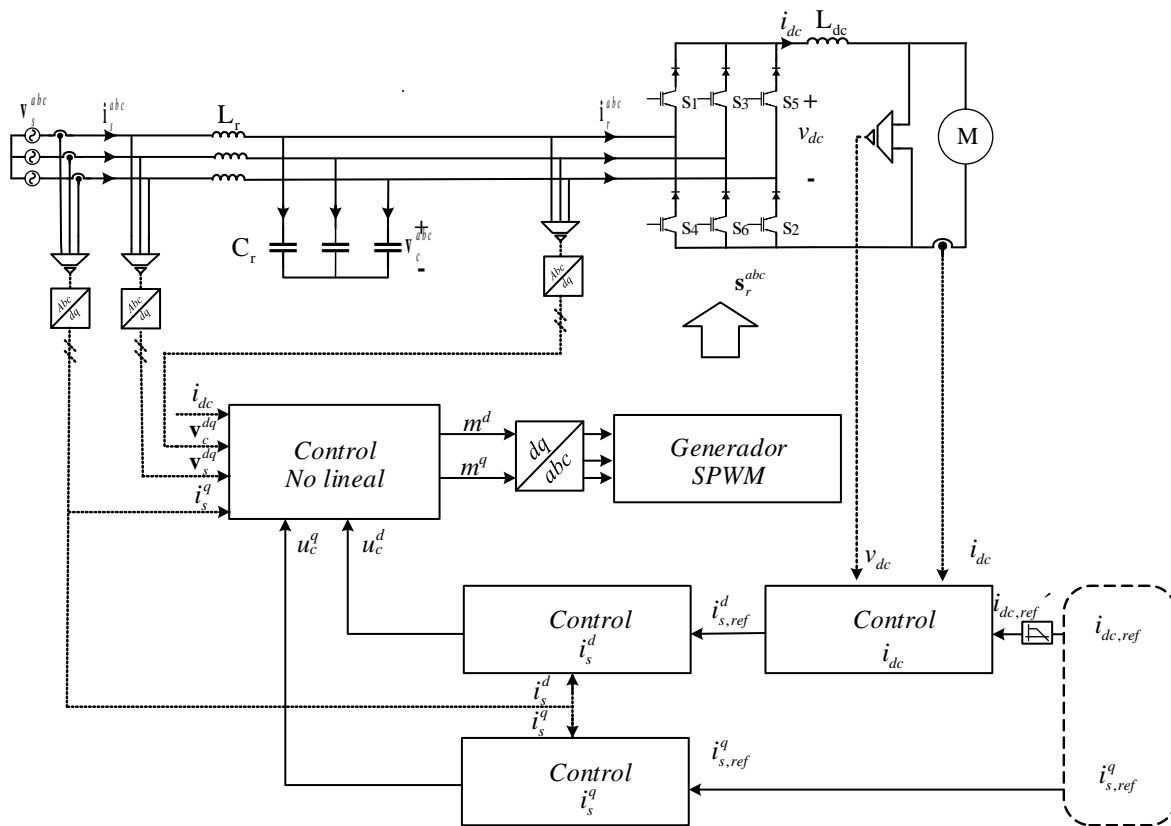 i_dc L_dc
v_s^abc i_s^abc L_r i_r^abc
S1 S3 S5 +
v_dc
M
-
S4 S6 S2
C_r v_c^abc
+
-
Abc
dq
Abc
dq
Abc
dq
s_r^abc
i_dc
v_c^dq
v_s^dq
i_s^q
Control
No lineal
m^d
m^q
dq
abc
Generador
SPWM
u_c^q u_c^d
v_dc i_dc
Control
i_s^d
i_s,ref^d
Control
i_dc
i_dc,ref´
i_dc,ref
i_s^d
i_s^q
Control
i_s^q
i_s,ref^q
i_s,ref^q